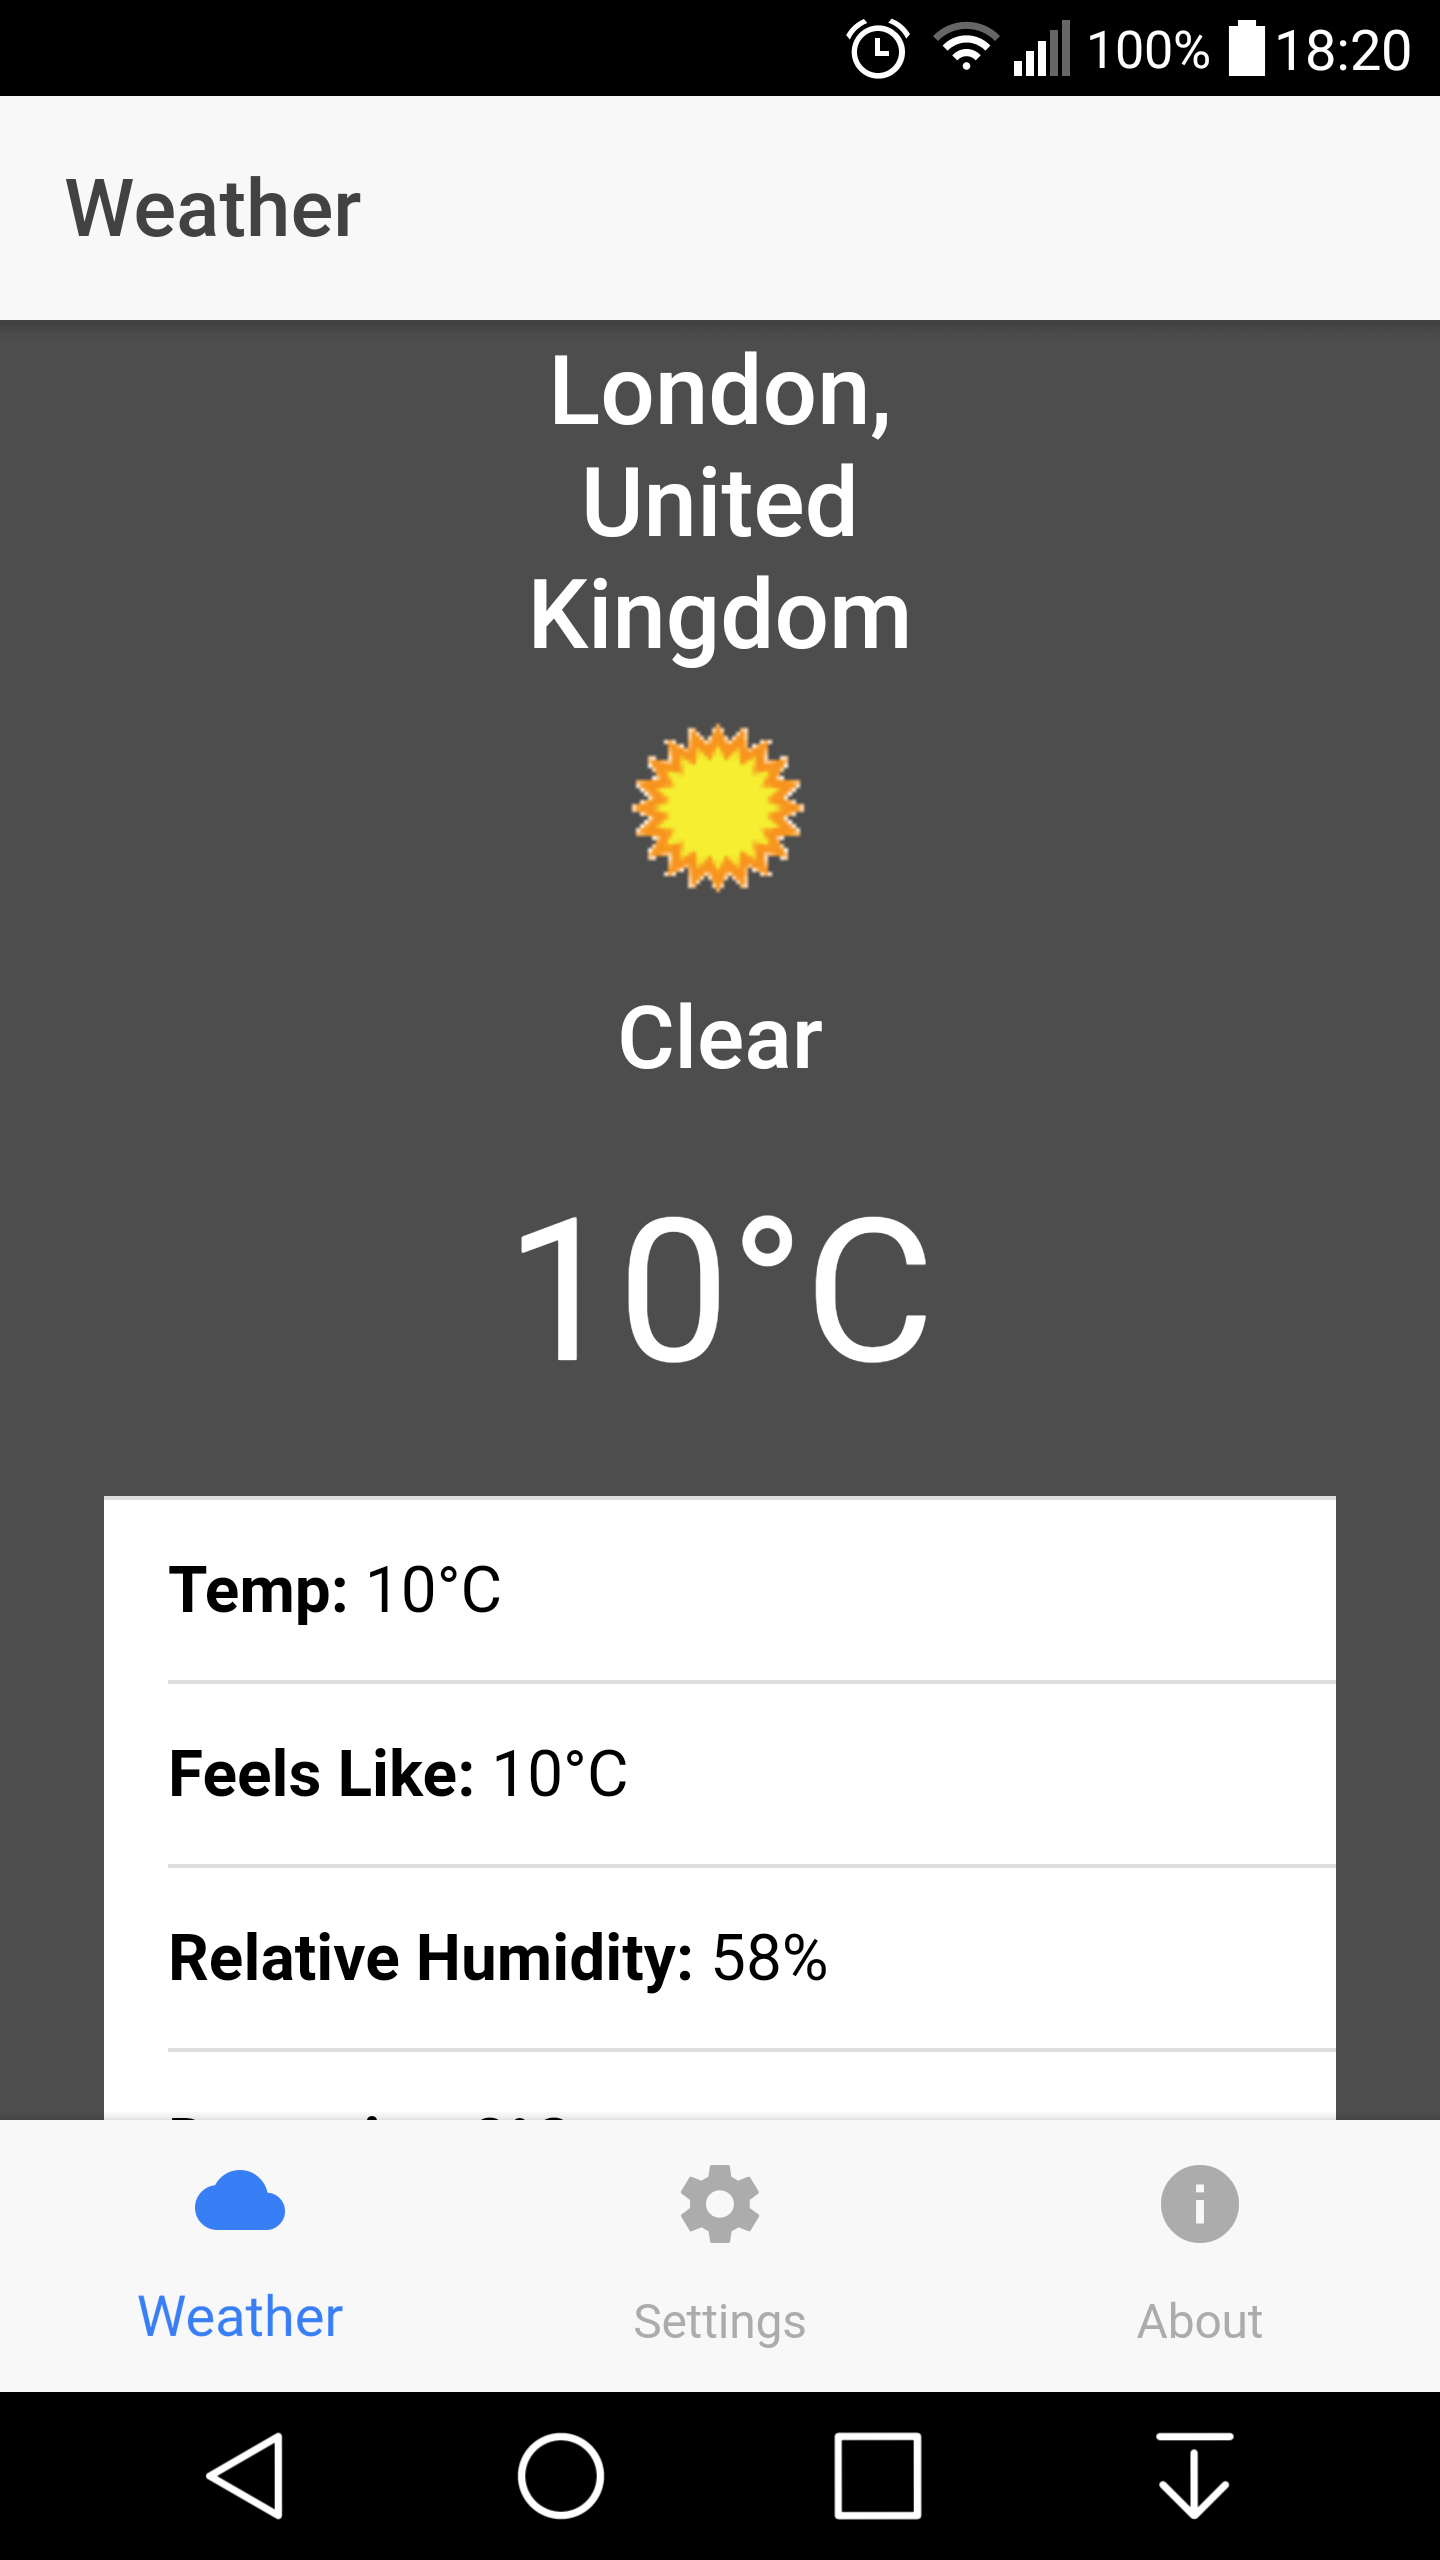 100% 18:20
Weather
London,
United
Kingdom
Clear
10°C
Temp: 10°C
Feels Like: 10°C
Relative Humidity: 58%
Weather
Settings
About